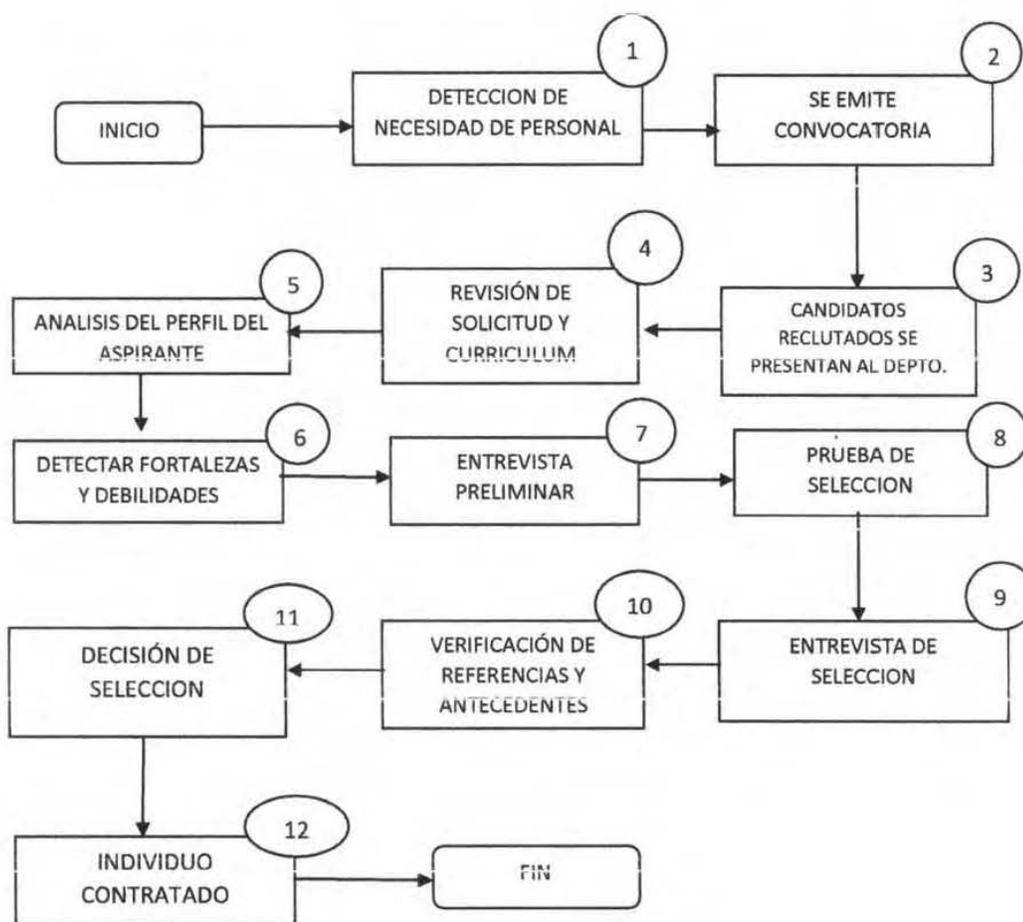 INICIO
1
DETECCION DE
NECESIDAD DE PERSONAL
2
SE EMITE
CONVOCATORIA
3
CANDIDATOS
RECLUTADOS SE
PRESENTAN AL DEPTO.
4
REVISIÓN DE
SOLICITUD Y
CURRICULUM
5
ANALISIS DEL PERFIL DEL
ASPIRANTE
6
DETECTAR FORTALEZAS
Y DEBILIDADES
7
ENTREVISTA
PRELIMINAR
8
PRUEBA DE
SELECCION
9
ENTREVISTA DE
SELECCION
10
VERIFICACIÓN DE
REFERENCIAS Y
ANTECEDENTES
11
DECISIÓN DE
SELECCION
12
INDIVIDUO
CONTRATADO
FIN